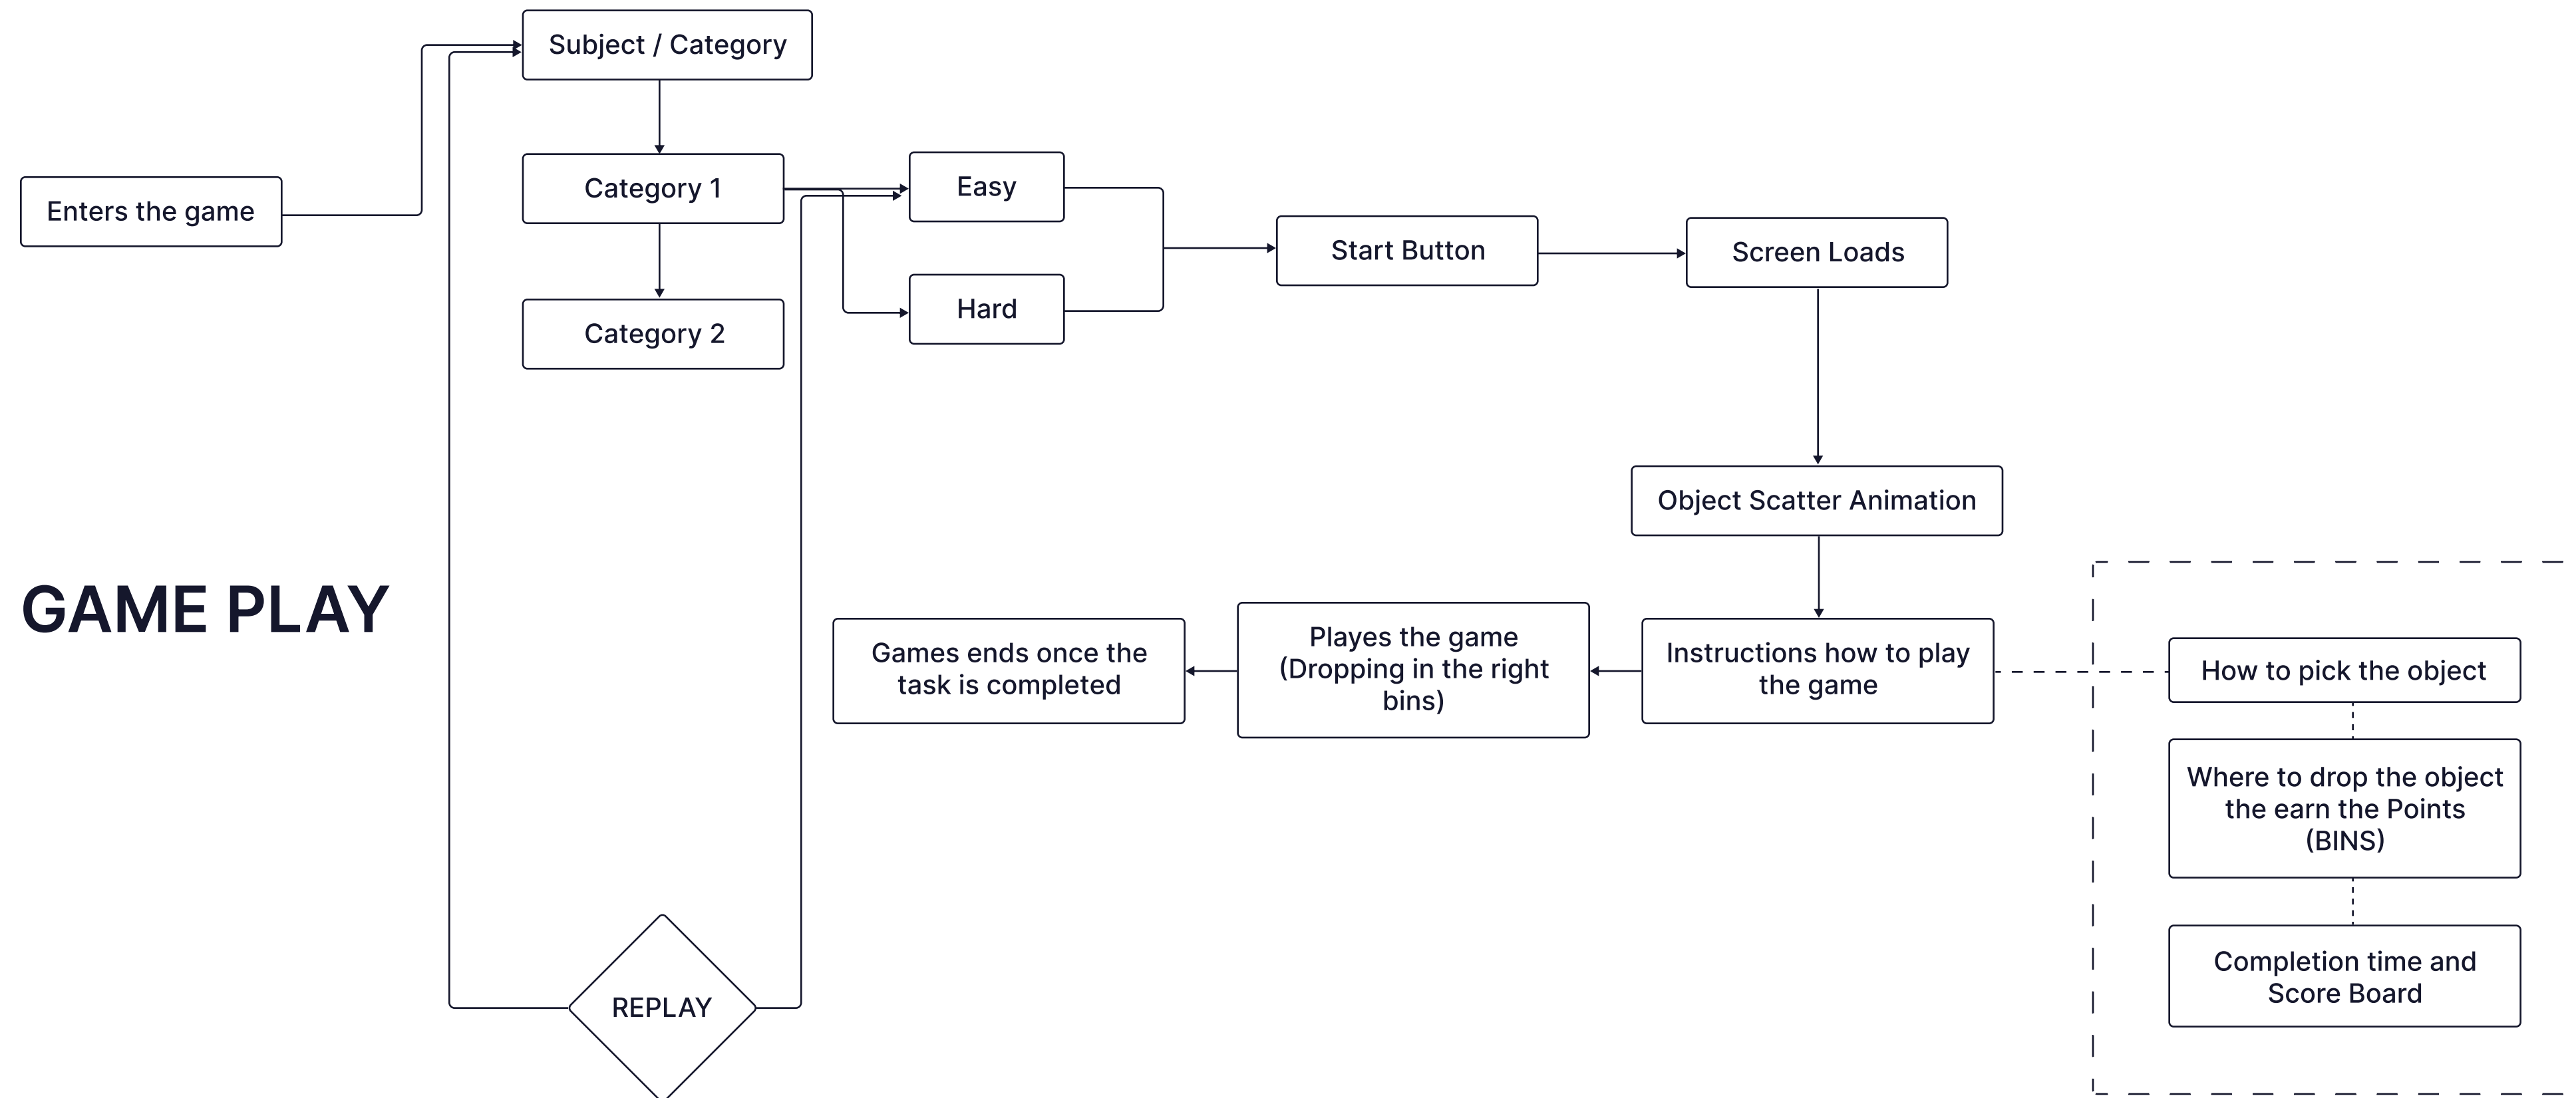 Subject / Category
Enters the game
Category 1
Category 2
Easy
Hard
Start Button
Screen Loads
Object Scatter Animation
GAME PLAY
Games ends once the
task is completed
Playes the game
(Dropping in the right
bins)
Instructions how to play
the game
How to pick the object
Where to drop the object
the earn the Points
(BINS)
Completion time and
Score Board
REPLAY